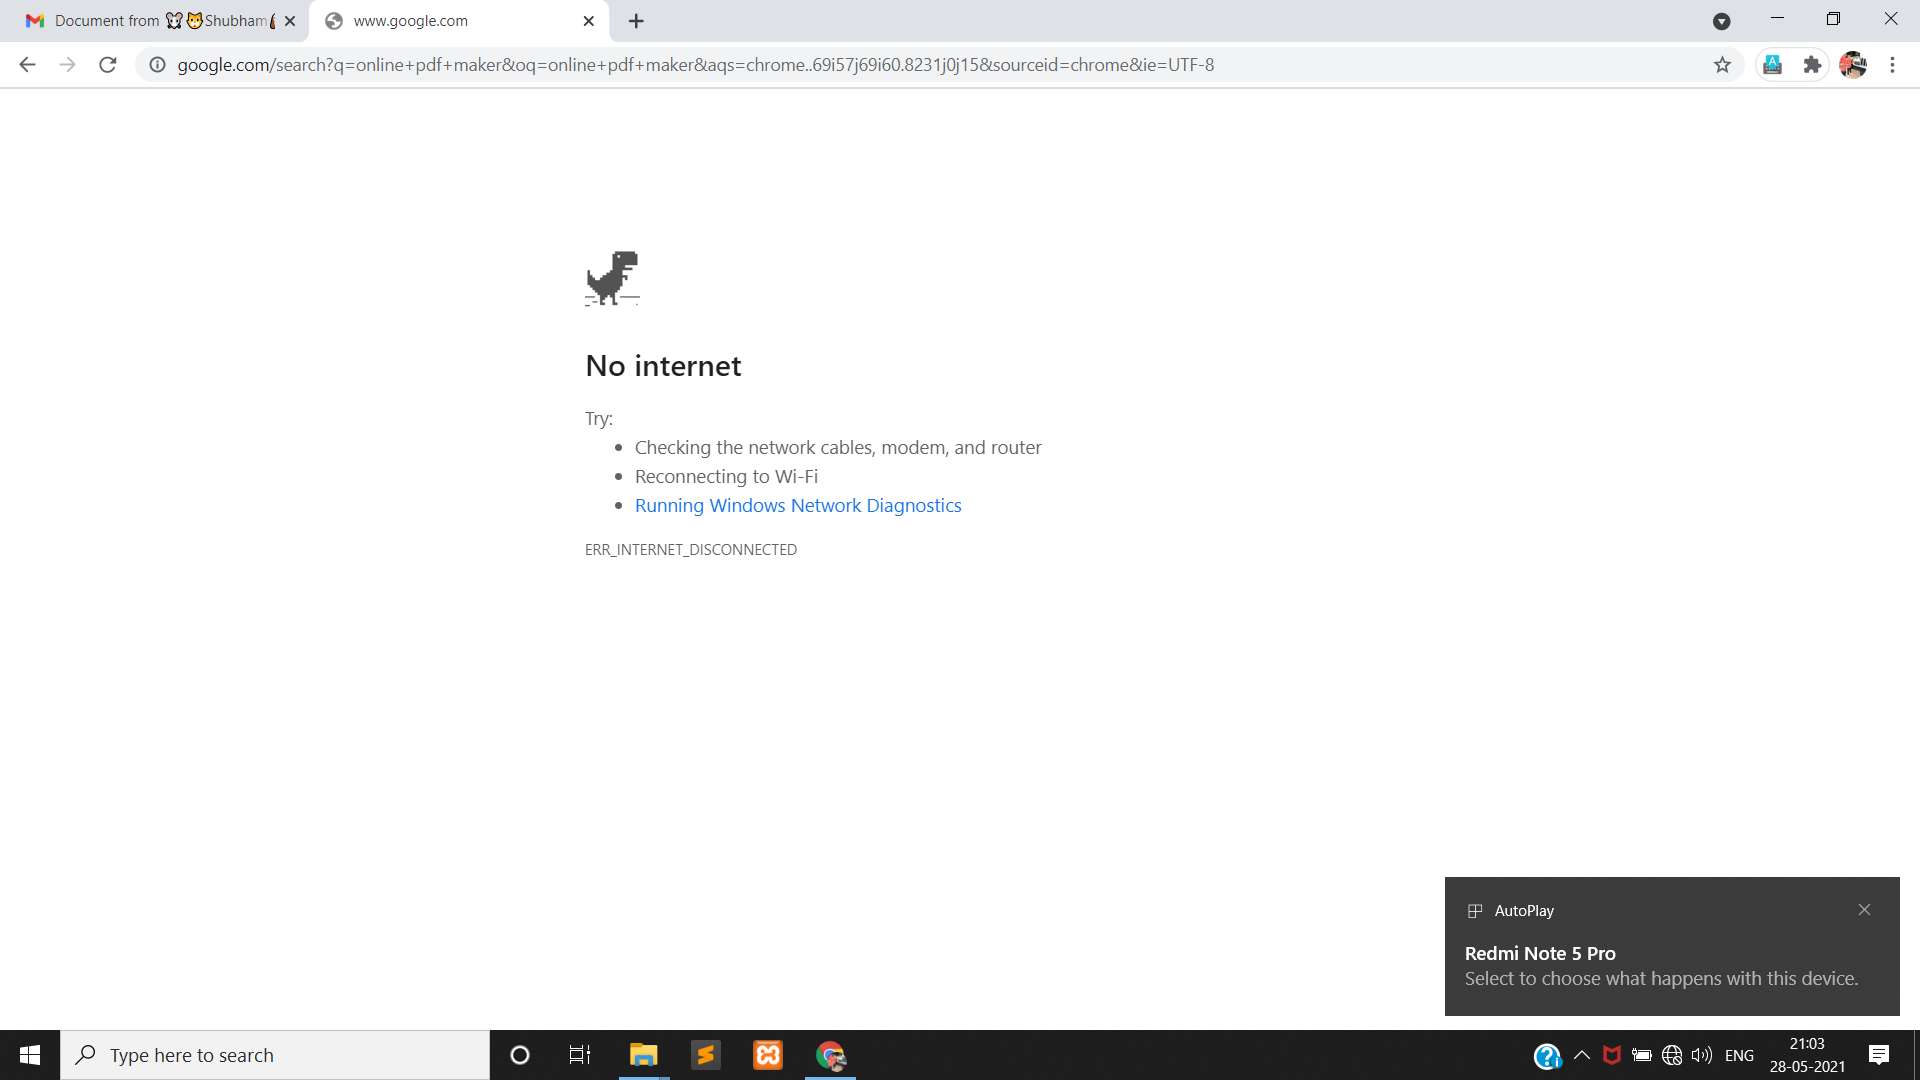 Document from 🐭🐱Shubham
www.google.com
google.com/search?q=online+pdf+maker&oq=online+pdf+maker&aqs=chrome..69i57j69i60.8231j0j15&sourceid=chrome&ie=UTF-8
No internet
Try:
Checking the network cables, modem, and router
Reconnecting to Wi-Fi
Running Windows Network Diagnostics
ERR_INTERNET_DISCONNECTED
AutoPlay
Redmi Note 5 Pro
Select to choose what happens with this device.
Type here to search
ENG
21:03
28-05-2021